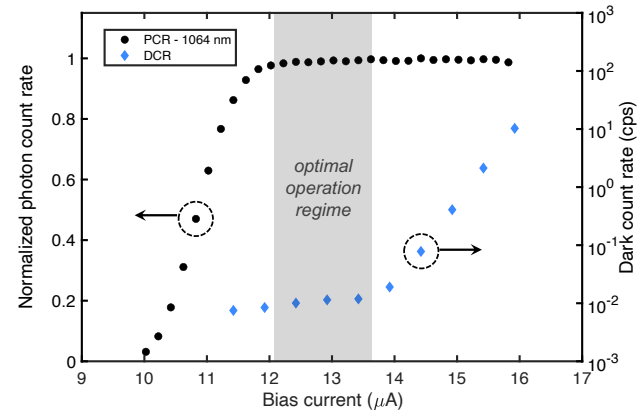 PCR - 1064 nm
DCR
Normalized photon count rate
1
0.8
0.6
0.4
0.2
0
optimal
operation
regime
10³
10²
10¹
10⁰
10⁻¹
10⁻²
10⁻³
Dark count rate (cps)
9 10 11 12 13 14 15 16 17
Bias current (μA)